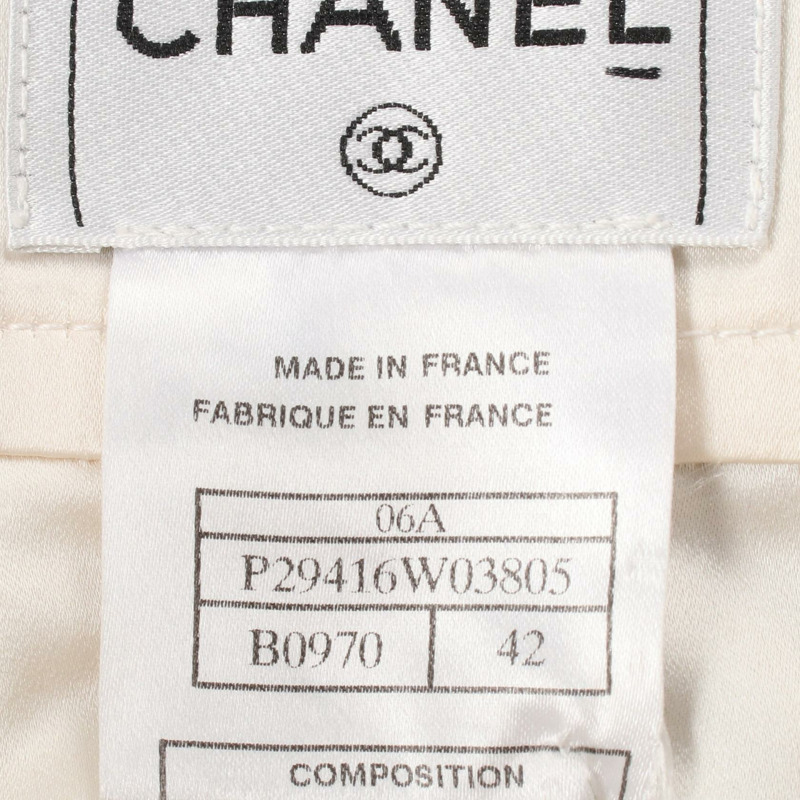 CHANEL
MADE IN FRANCE
FABRIQUE EN FRANCE
06A
P29416W03805
B0970 42
COMPOSITION